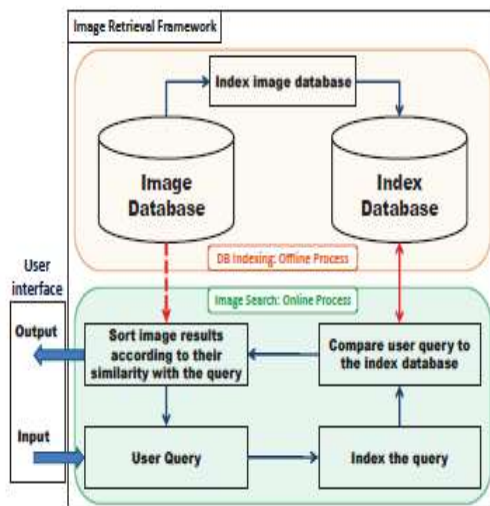 Image Retrieval Framework
Index image database
Image
Database
Index
Database
DB Indexing: Offline Process
User
interface
Image Search: Online Process
Output
Sort image results
according to their
similarity with the query
Compare user query to
the index database
Input
User Query
Index the query